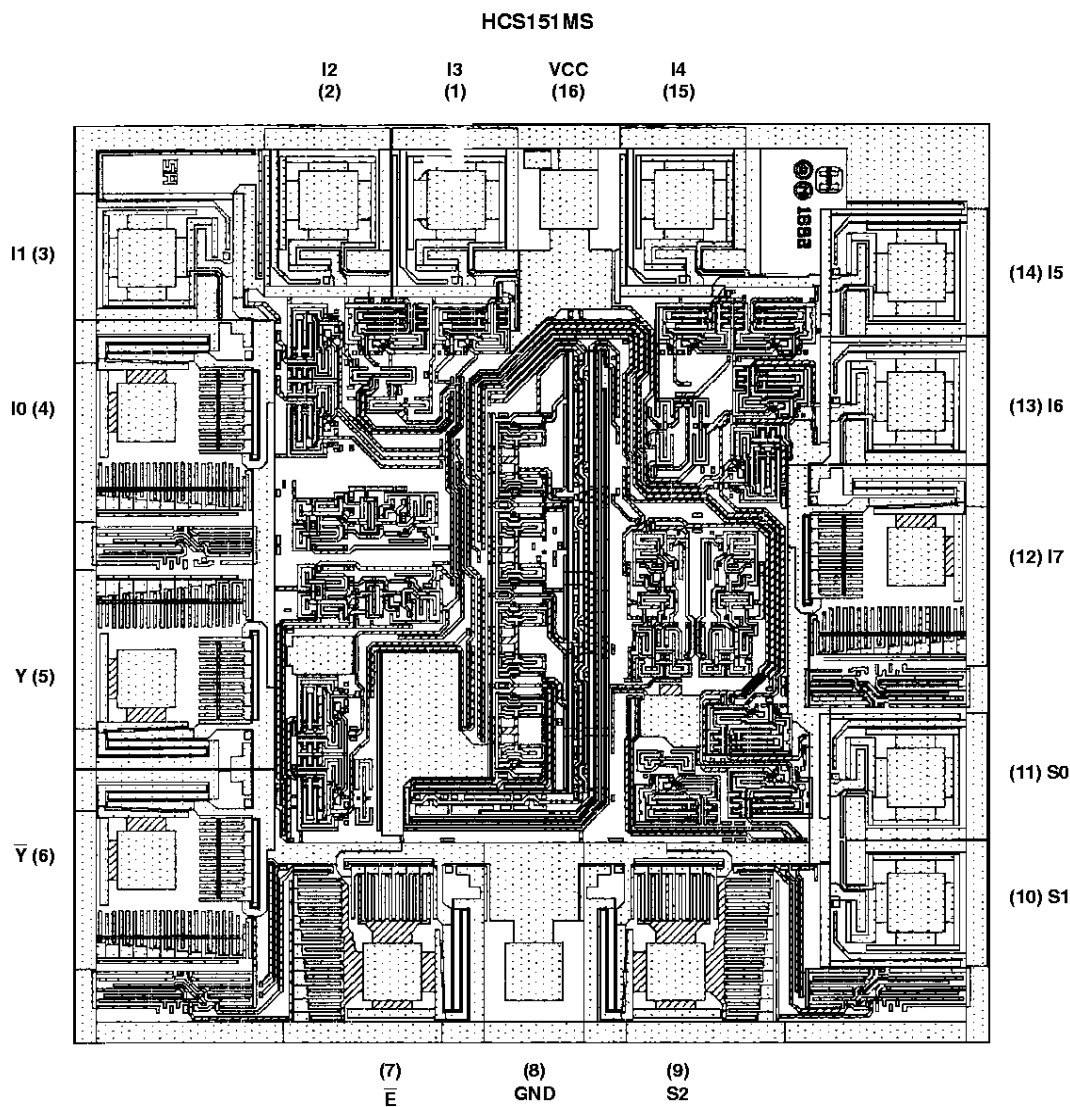 HCS151MS
I2
(2)
I3
(1)
VCC
(16)
I4
(15)
I1 (3)
I0 (4)
Y (5)
Y̅ (6)
(14) I5
(13) I6
(12) I7
(11) S0
(10) S1
(7)
E̅
(8)
GND
(9)
S2